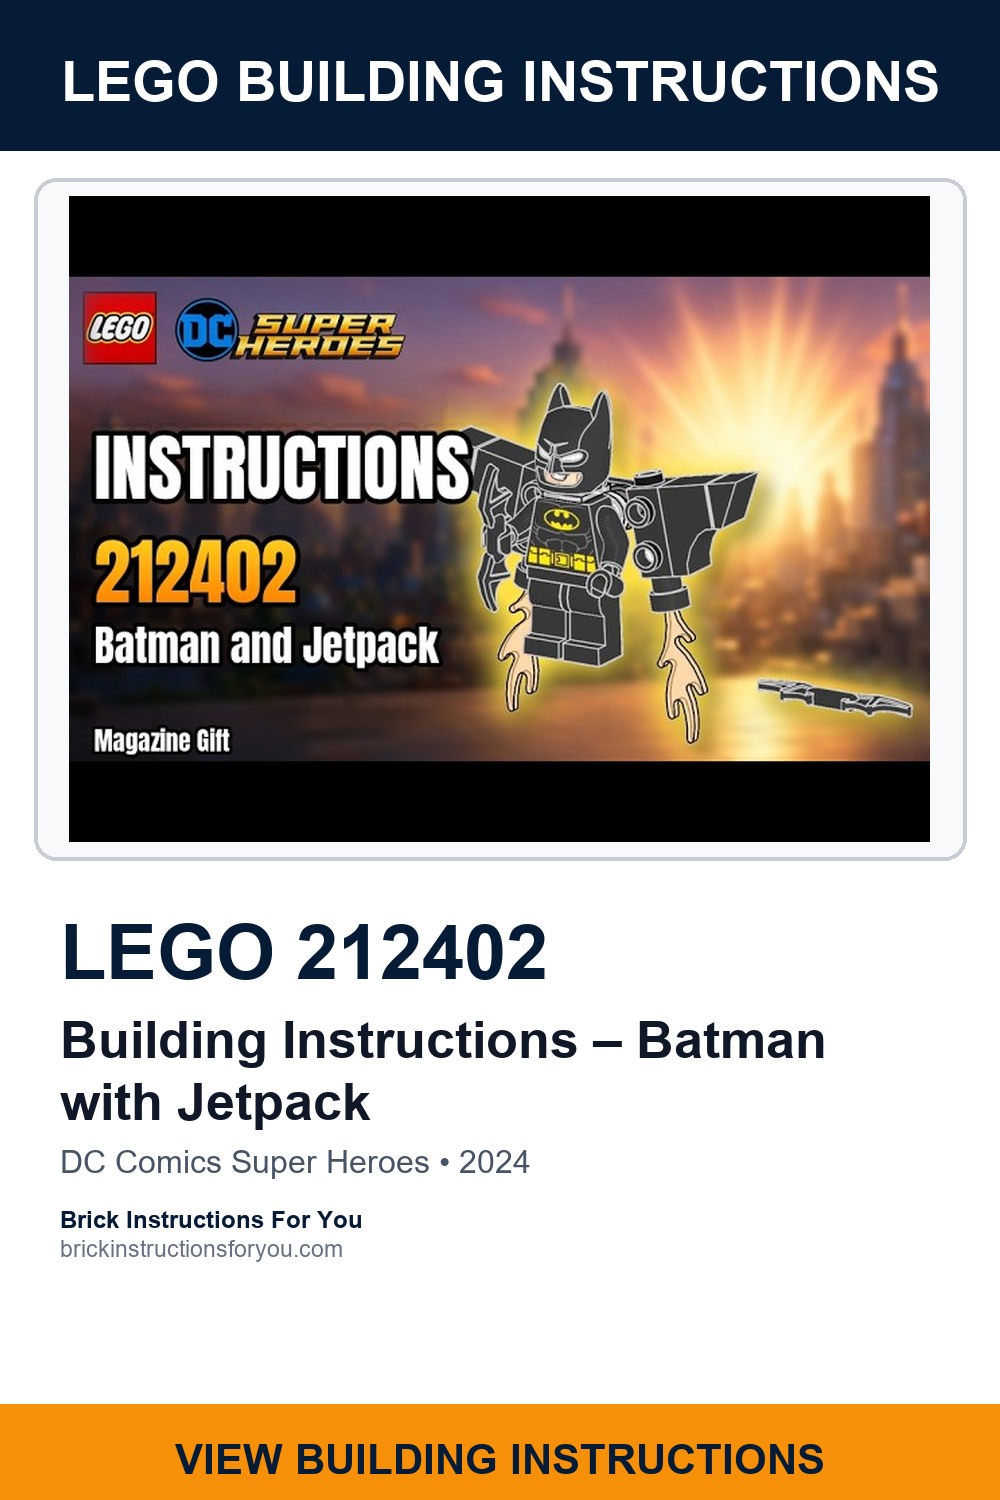 LEGO BUILDING INSTRUCTIONS
LEGO DC SUPER HEROES
INSTRUCTIONS
212402
Batman and Jetpack
Magazine Gift
LEGO 212402
Building Instructions – Batman
with Jetpack
DC Comics Super Heroes • 2024
Brick Instructions For You
brickinstructionsforyou.com
VIEW BUILDING INSTRUCTIONS